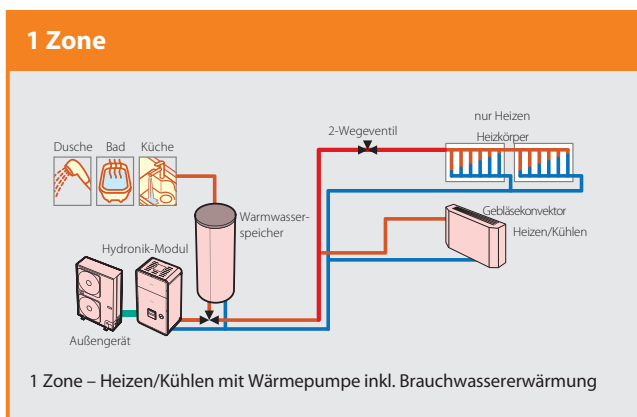 1 Zone
nur Heizen
2-Wegeventil
Heizkörper
Dusche Bad Küche
Warmwasser-
speicher
Gebläsekonvektor
Heizen/Kühlen
Hydronik-Modul
Außengerät
1 Zone – Heizen/Kühlen mit Wärmepumpe inkl. Brauchwassererwärmung